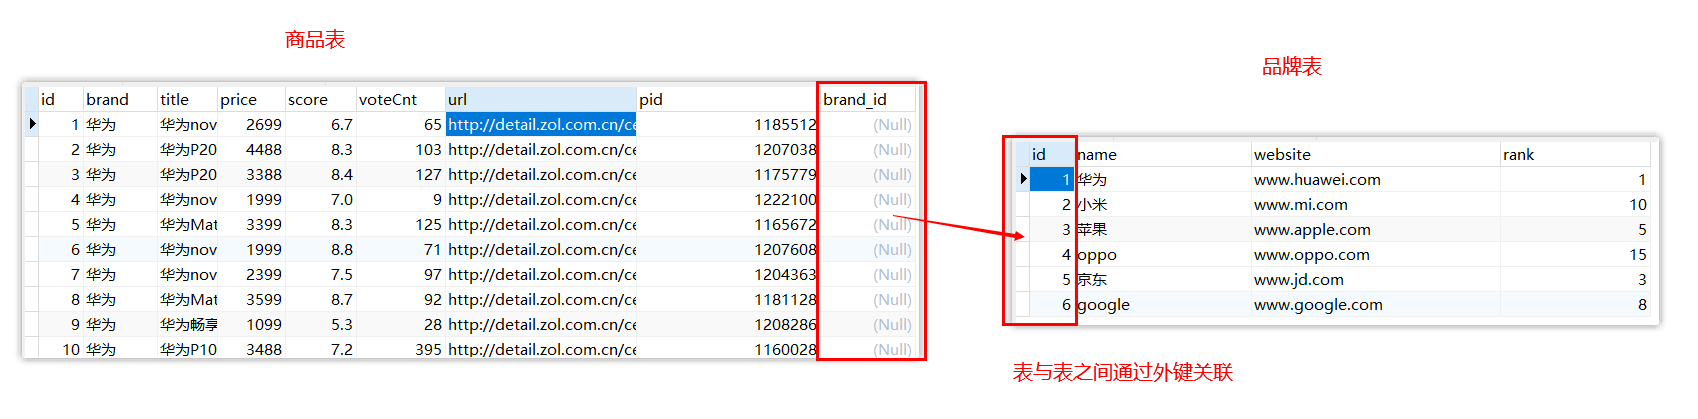 商品表
id brand title price score voteCnt url pid brand_id
1 华为 华为nov 2699 6.7 65 http://detail.zol.com.cn/ce 1185512 (Null)
2 华为 华为P20 4488 8.3 103 http://detail.zol.com.cn/ce 1207038 (Null)
3 华为 华为P20 3388 8.4 127 http://detail.zol.com.cn/ce 1175779 (Null)
4 华为 华为nov 1999 7.0 9 http://detail.zol.com.cn/ce 1222100 (Null)
5 华为 华为Mat 3399 8.3 125 http://detail.zol.com.cn/ce 1165672 (Null)
6 华为 华为nov 1999 8.8 71 http://detail.zol.com.cn/ce 1207608 (Null)
7 华为 华为nov 2399 7.5 97 http://detail.zol.com.cn/ce 1204363 (Null)
8 华为 华为Mat 3599 8.7 92 http://detail.zol.com.cn/ce 1181128 (Null)
9 华为 华为畅享 1099 5.3 28 http://detail.zol.com.cn/ce 1208286 (Null)
10 华为 华为P10 3488 7.2 395 http://detail.zol.com.cn/ce 1160028 (Null)
品牌表
id name website rank
1 华为 www.huawei.com 1
2 小米 www.mi.com 10
3 苹果 www.apple.com 5
4 oppo www.oppo.com 15
5 京东 www.jd.com 3
6 google www.google.com 8
表与表之间通过外键关联